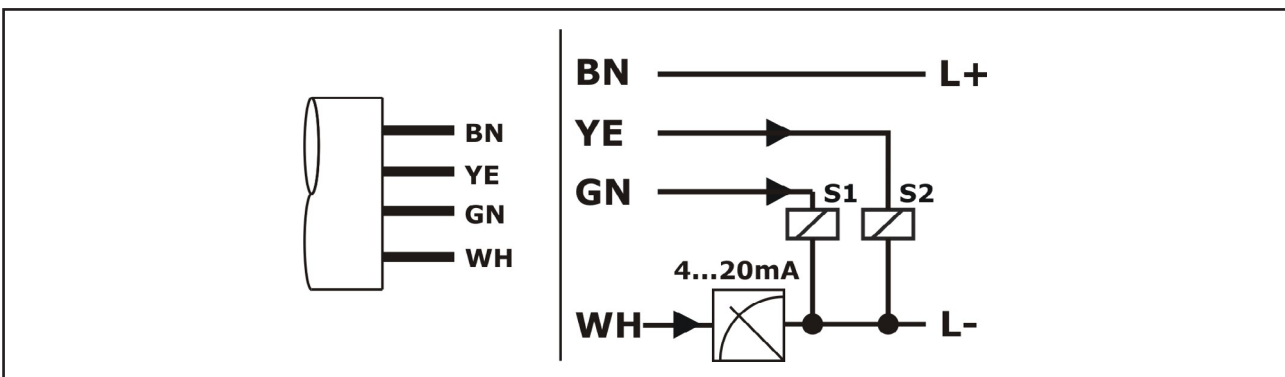 BN
YE
GN
WH
BN L+
YE
GN S1 S2
4...20mA
WH L-